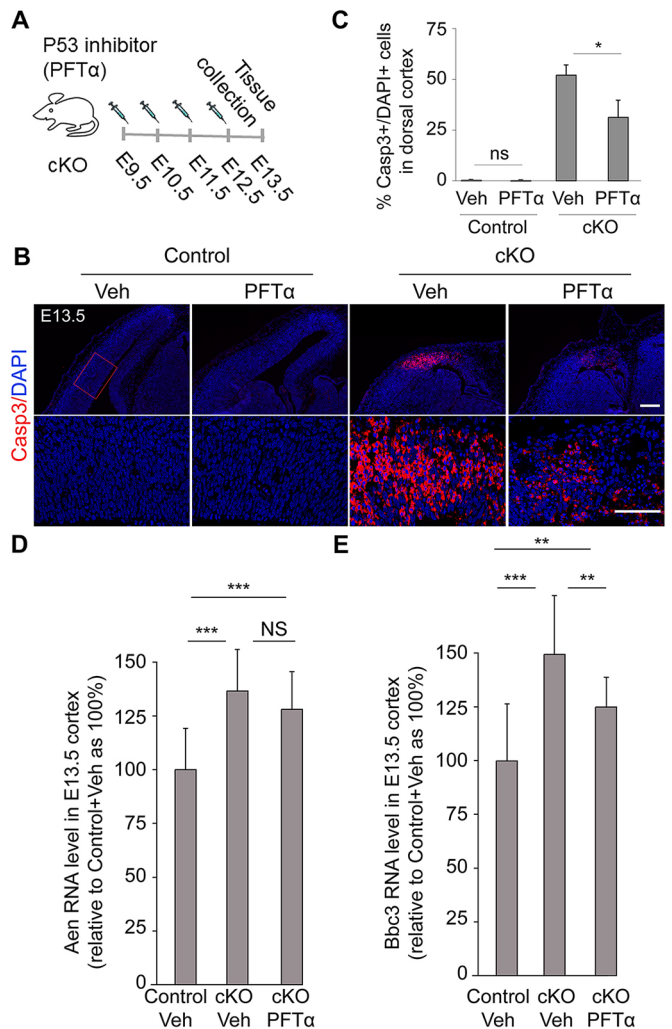 A
P53 inhibitor
(PFTα)
cKO
Tissue
collection
E9.5
E10.5
E11.5
E12.5
E13.5
C
% Casp3+/DAPI+ cells
in dorsal cortex
75
50
25
0
ns
*
Veh PFTα Veh PFTα
Control cKO
B
Control cKO
Veh PFTα Veh PFTα
E13.5
Casp3/DAPI
D
Aen RNA level in E13.5 cortex
(relative to Control+Veh as 100%)
150
125
100
75
50
25
0
***
*** NS
Control cKO cKO
Veh Veh PFTα
E
Bbc3 RNA level in E13.5 cortex
(relative to Control+Veh as 100%)
150
125
100
75
50
25
0
**
*** **
Control cKO cKO
Veh Veh PFTα